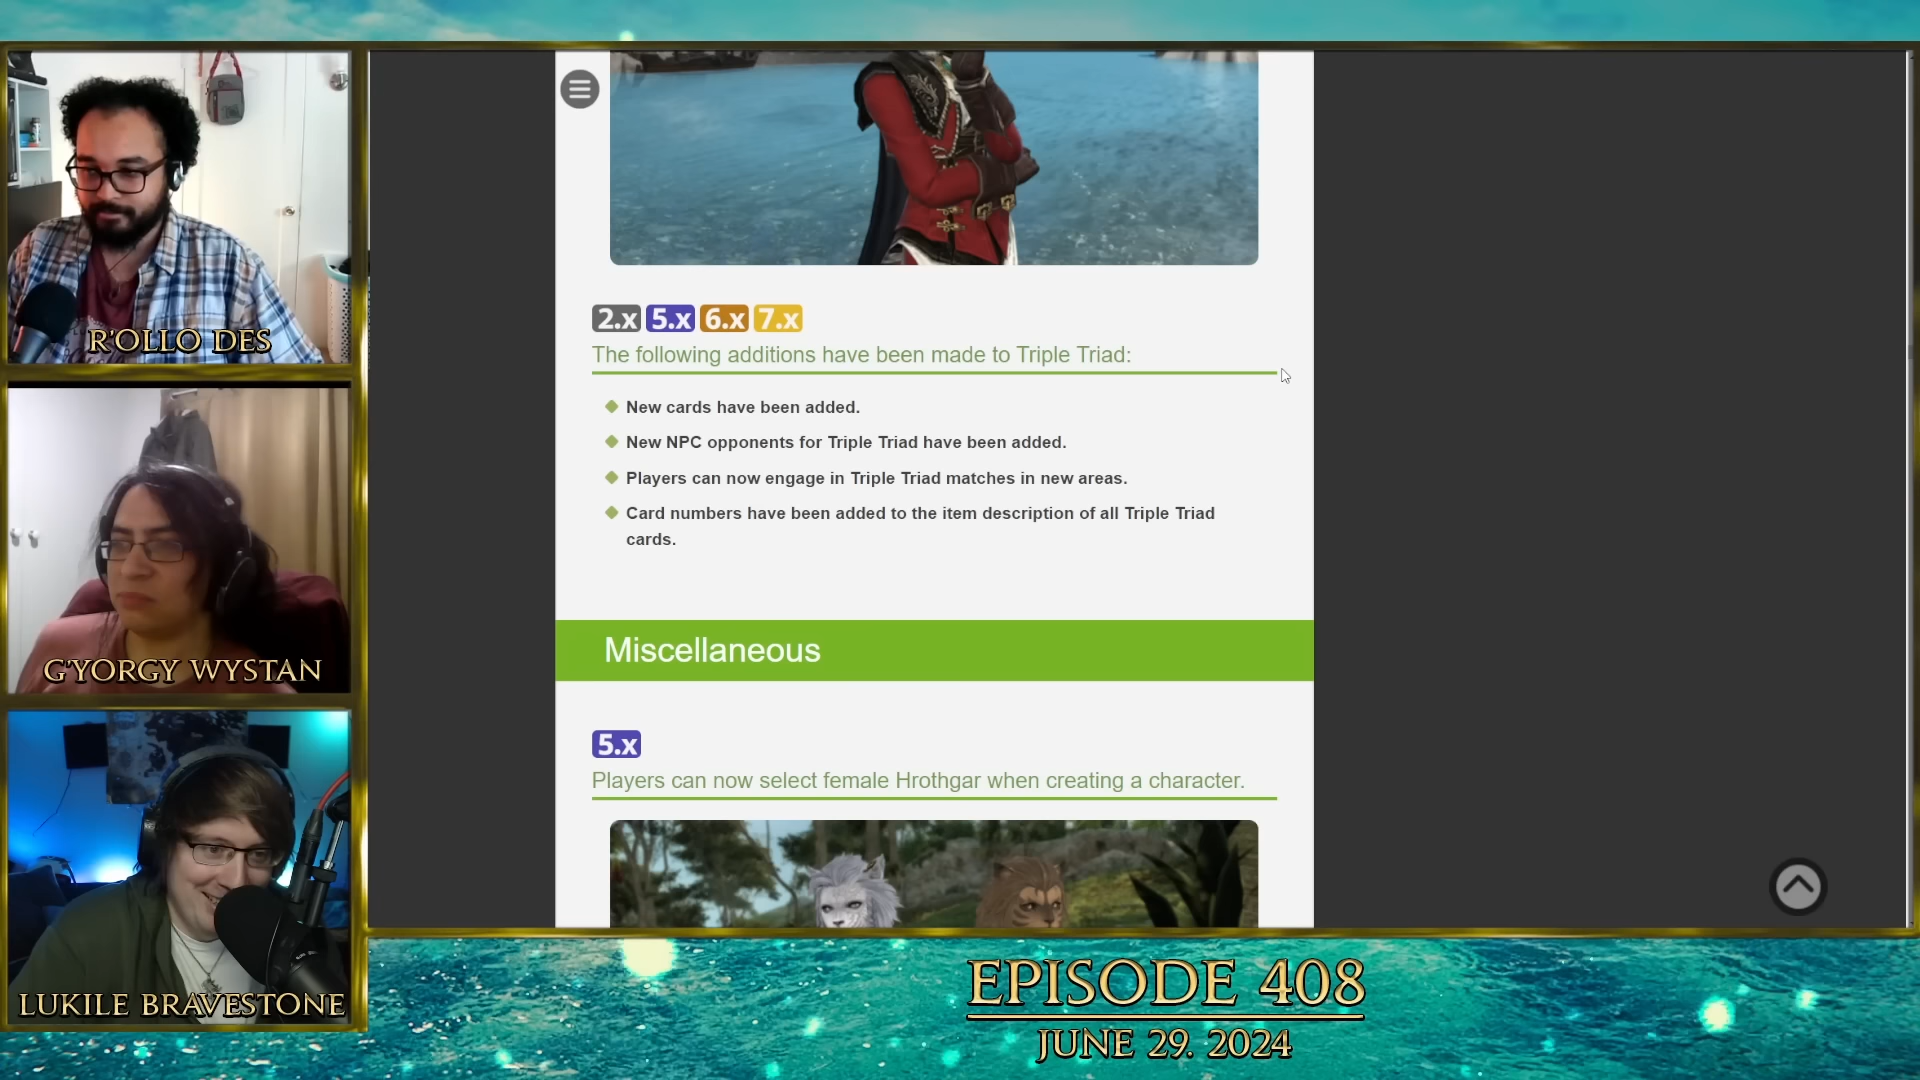 R'OLLO DES
G'YORGY WYSTAN
LUKILE BRAVESTONE
2.x 5.x 6.x 7.x
The following additions have been made to Triple Triad:
New cards have been added.
New NPC opponents for Triple Triad have been added.
Players can now engage in Triple Triad matches in new areas.
Card numbers have been added to the item description of all Triple Triad
cards.
Miscellaneous
5.x
Players can now select female Hrothgar when creating a character.
EPISODE 408
JUNE 29. 2024